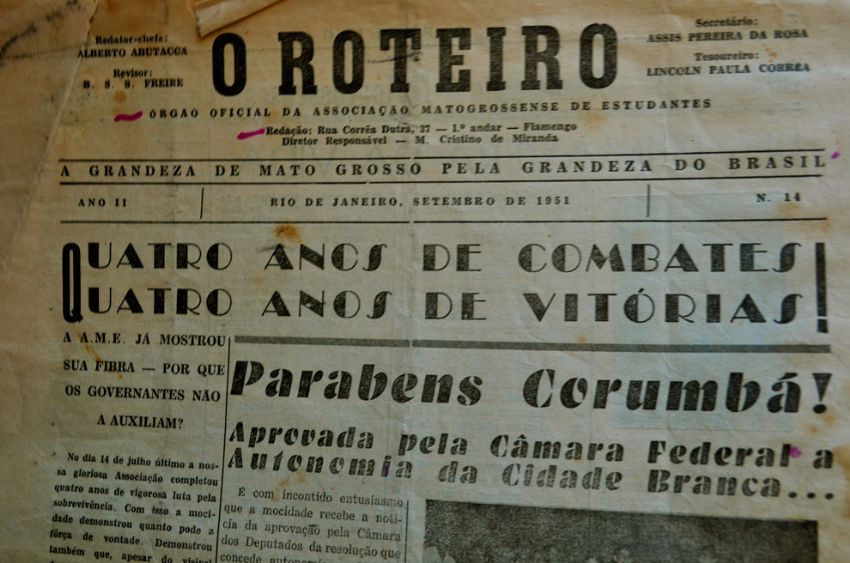 Redator-chefe:
ALBERTO ABUTACCA
Revisor:
B. S. S. FREIRE
O ROTEIRO
Secretário:
ASSIS PEREIRA DA ROSA
Tesoureiro:
LINCOLN PAULA CORRÊA
ÓRGAO OFICIAL DA ASSOCIAÇÃO MATOGROSSENSE DE ESTUDANTES
Redação: Rua Corrêa Dutra, 37 — 1.º andar — Flamengo
Diretor Responsável — M. Cristino de Miranda
A GRANDEZA DE MATO GROSSO PELA GRANDEZA DO BRASIL
ANO II
RIO DE JANEIRO, SETEMBRO DE 1951
N. 14
QUATRO ANOS DE COMBATES
QUATRO ANOS DE VITÓRIAS!
A A.M.E. JÁ MOSTROU
SUA FIBRA — POR QUE
OS GOVERNANTES NÃO
A AUXILIAM?
No dia 14 de julho último a nos-
sa gloriosa Associação completou
quatro anos de vigorosa luta pela
sobrevivência. Com isso a moci-
dade demonstrou quanto pode a
fôrça de vontade. Demonstrou
também que, apesar do
Parabens Corumbá!
Aprovada pela Câmara Federal a
Autonomia da Cidade Branca...
É com incontido entusiasmo
que a mocidade recebe a notí-
cia da aprovação pela Câmara
dos Deputados da resolução que
concede